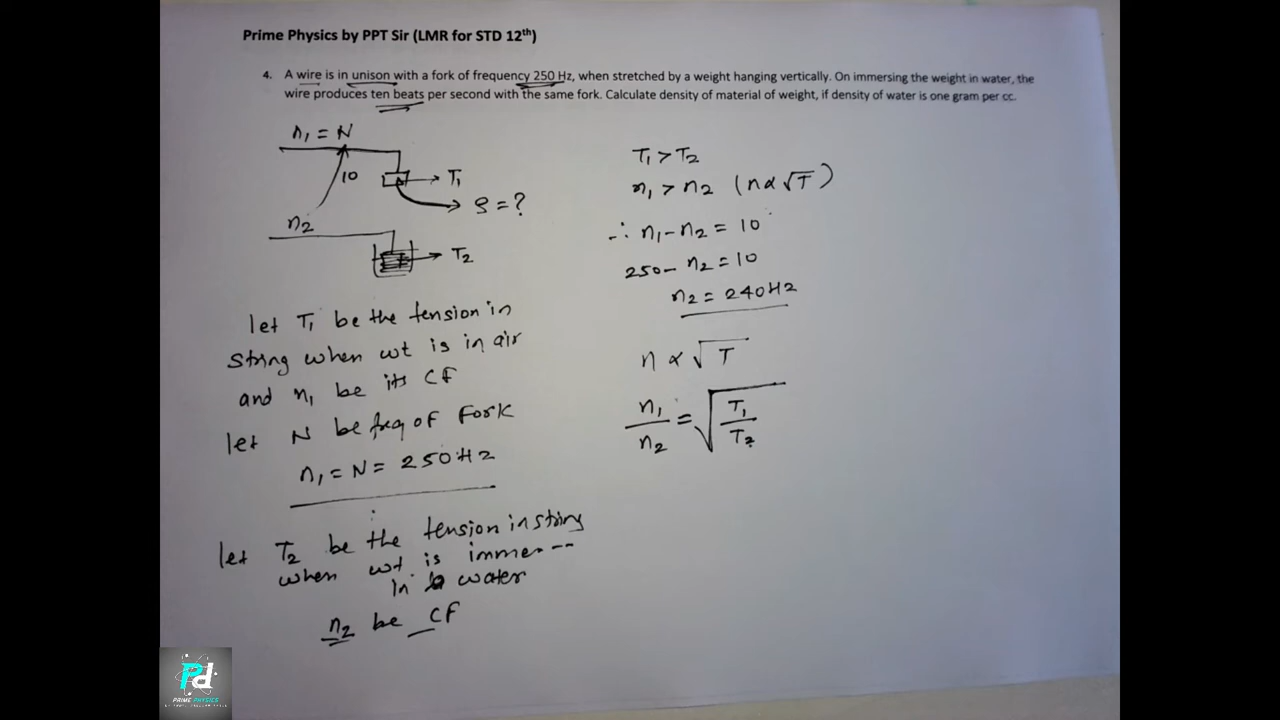 Prime Physics by PPT Sir (LMR for STD 12th)
4. A wire is in unison with a fork of frequency 250 Hz, when stretched by a weight hanging vertically. On immersing the weight in water, the
wire produces ten beats per second with the same fork. Calculate density of material of weight, if density of water is one gram per cc.
n₁ = N
10
T₁
ρ = ?
n₂
T₂
let T₁ be the tension in
string when wt is in air
and n₁ be its CF
let N be freq of Fork
n₁ = N = 250Hz
let T₂ be the tension in string
when wt. is immer---
In water
n₂ be CF
T₁ > T₂
n₁ > n₂ (n ∝ √T)
∴ n₁ - n₂ = 10
250 - n₂ = 10
n₂ = 240Hz
n ∝ √T
n₁/n₂ = √(T₁/T₂)
Pd
PRIME PHYSICS